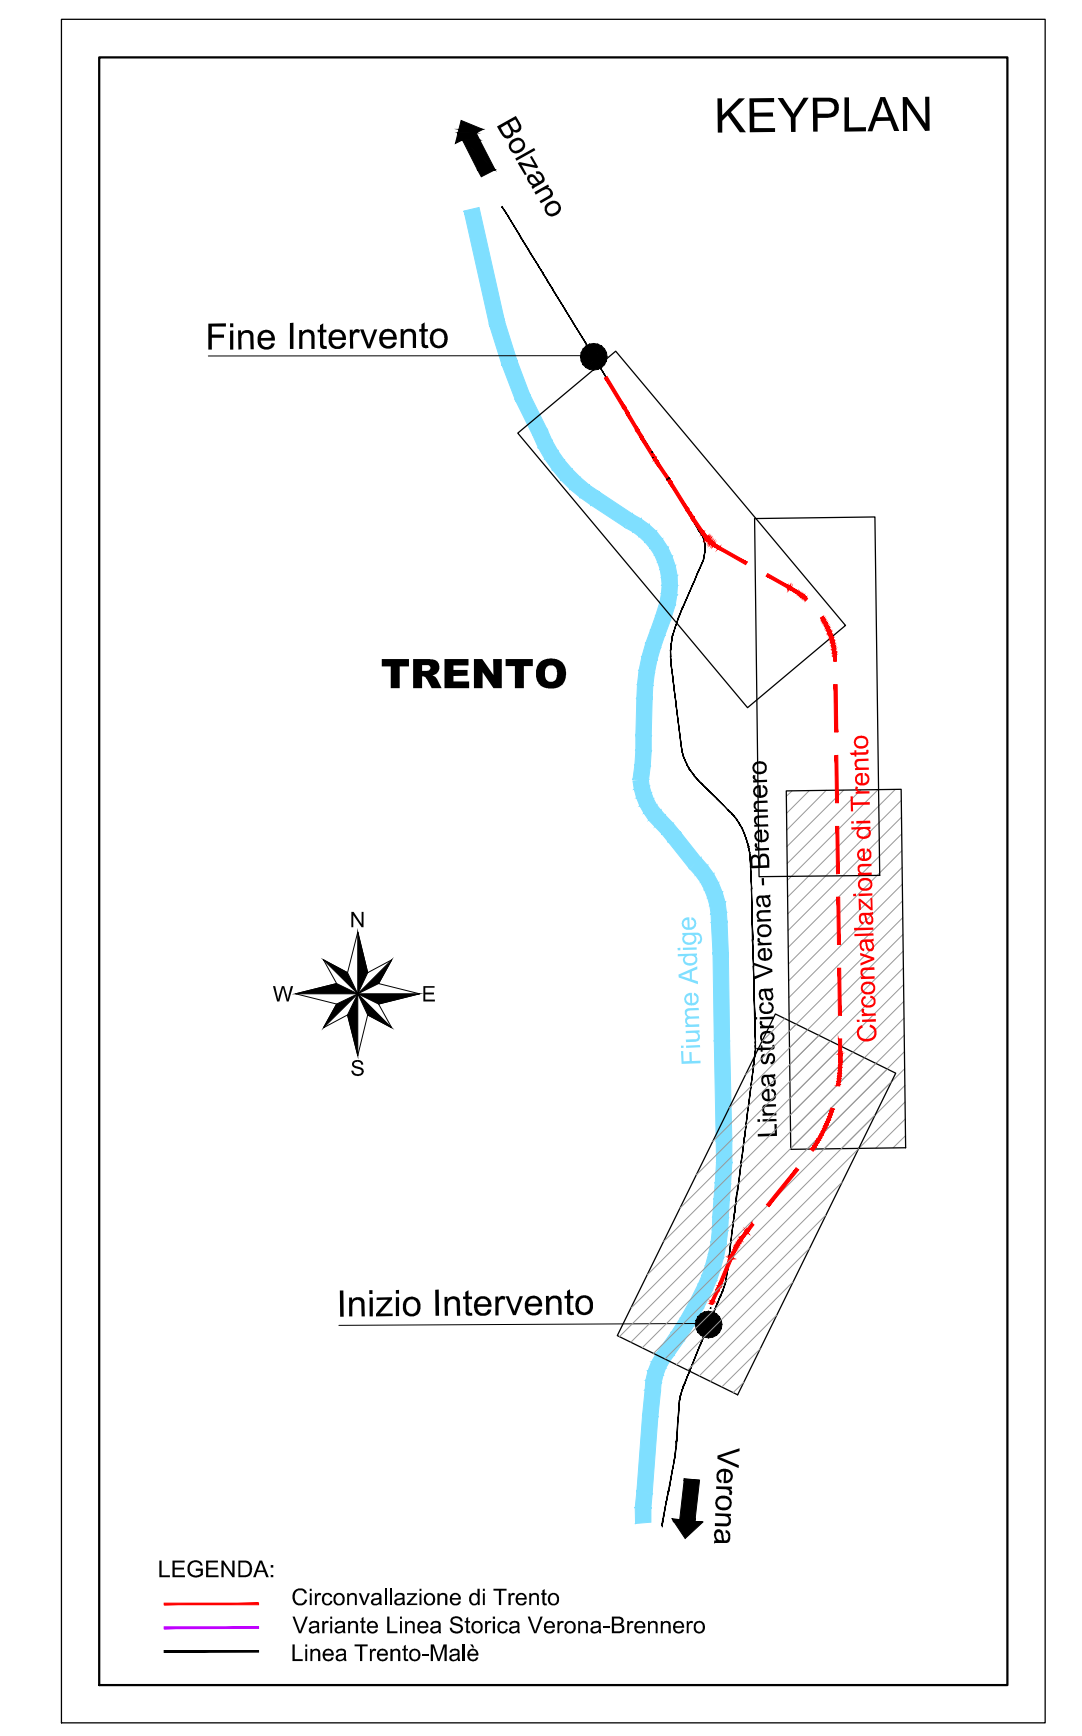 KEYPLAN
Bolzano
Fine Intervento
TRENTO
Linea storica Verona - Brennero
Circonvallazione di Trento
Fiume Adige
N
W
E
S
Inizio Intervento
Verona
LEGENDA:
Circonvallazione di Trento
Variante Linea Storica Verona-Brennero
Linea Trento-Malè